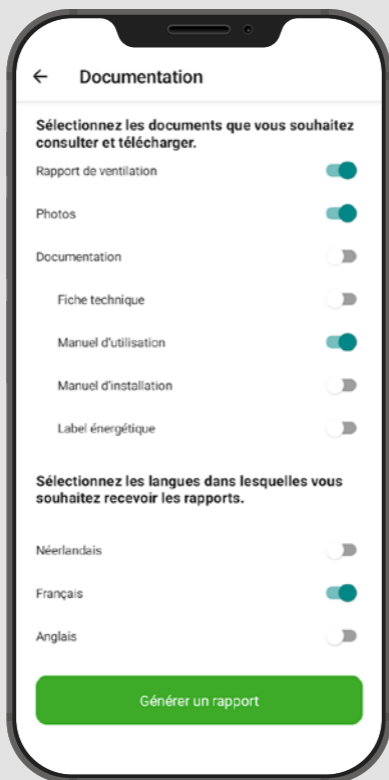 Documentation
Sélectionnez les documents que vous souhaitez
consulter et télécharger.
Rapport de ventilation
Photos
Documentation
Fiche technique
Manuel d'utilisation
Manuel d'installation
Label énergétique
Sélectionnez les langues dans lesquelles vous
souhaitez recevoir les rapports.
Néerlandais
Français
Anglais
Générer un rapport